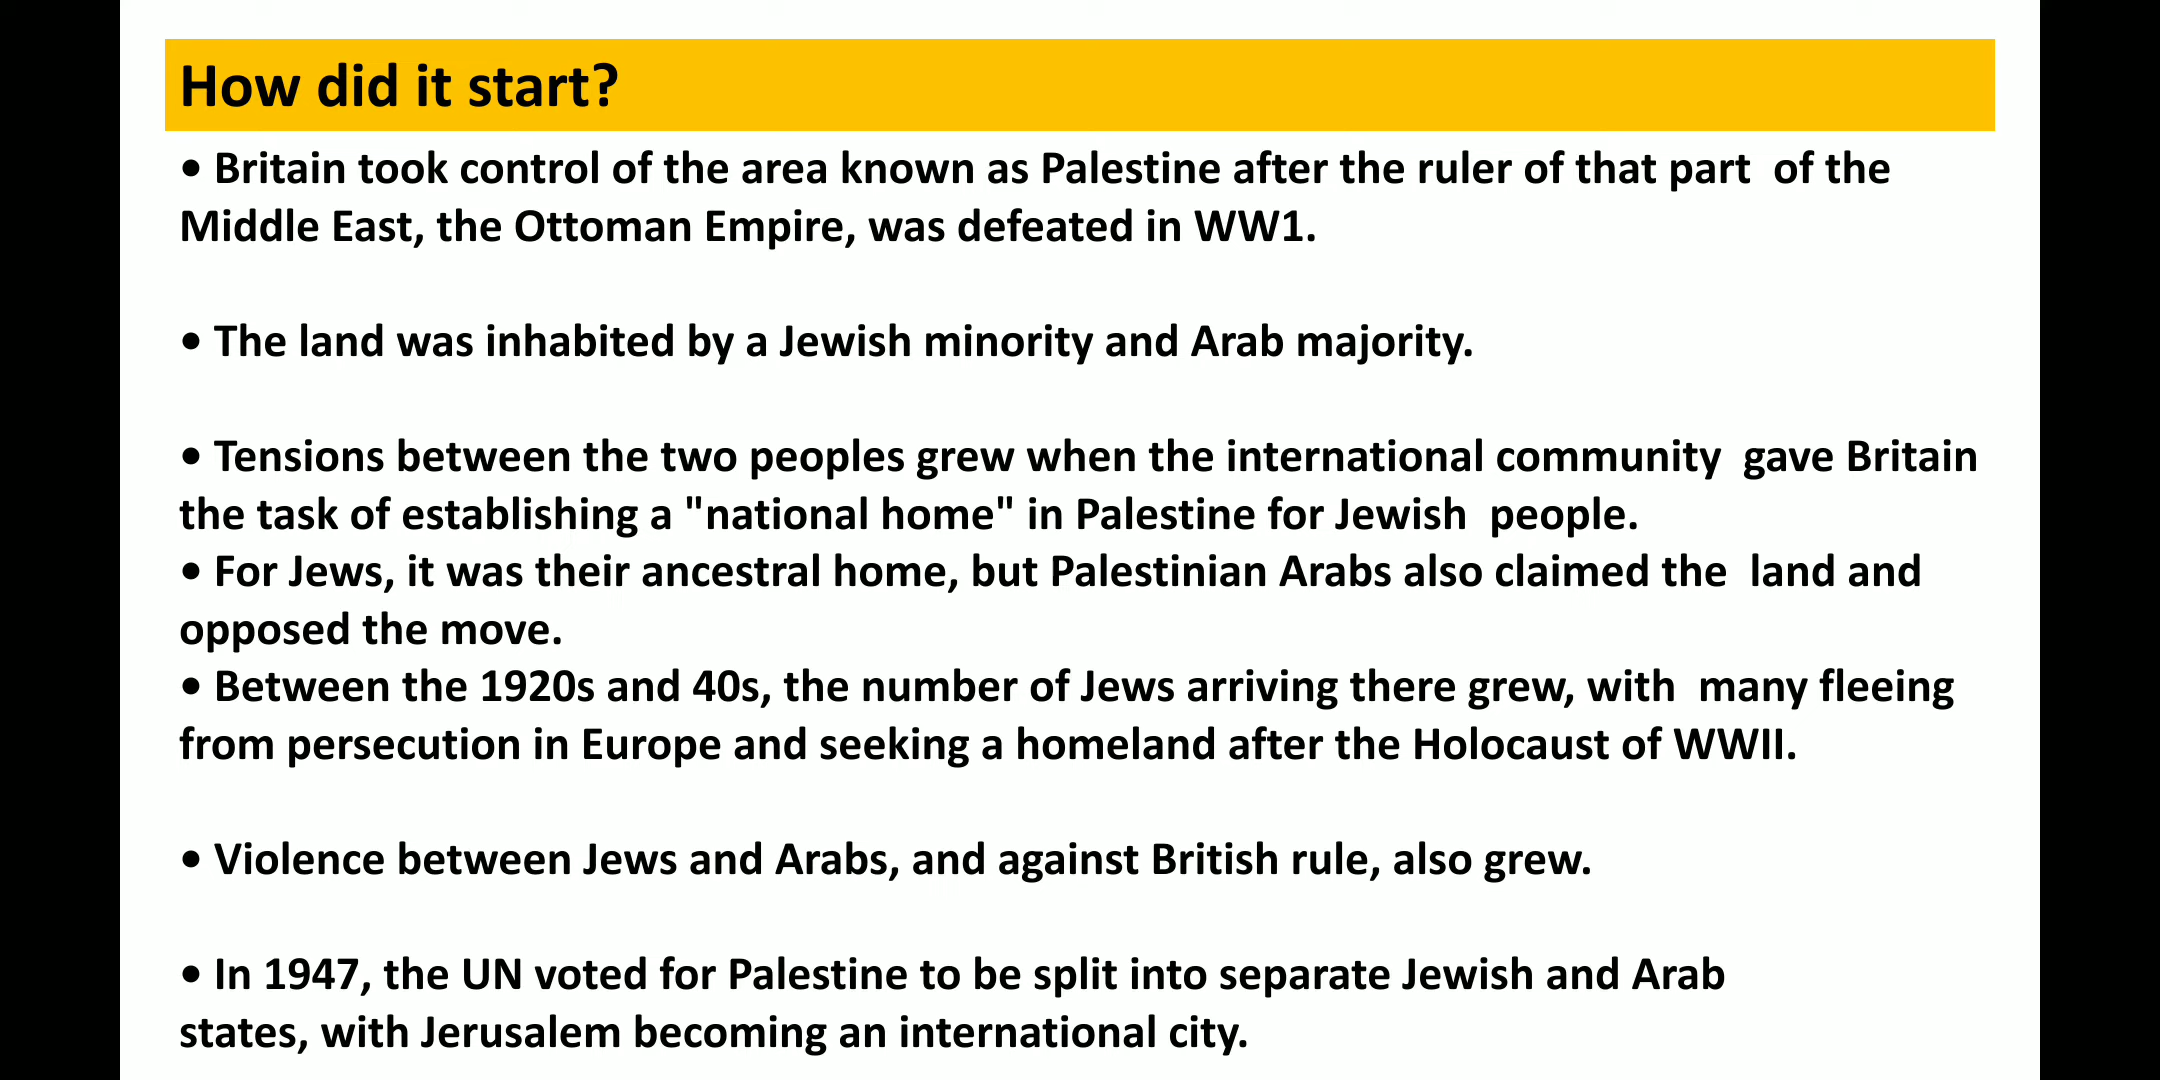 How did it start?
• Britain took control of the area known as Palestine after the ruler of that part  of the
Middle East, the Ottoman Empire, was defeated in WW1.
• The land was inhabited by a Jewish minority and Arab majority.
• Tensions between the two peoples grew when the international community  gave Britain
the task of establishing a "national home" in Palestine for Jewish  people.
• For Jews, it was their ancestral home, but Palestinian Arabs also claimed the  land and
opposed the move.
• Between the 1920s and 40s, the number of Jews arriving there grew, with  many fleeing
from persecution in Europe and seeking a homeland after the Holocaust of WWII.
• Violence between Jews and Arabs, and against British rule, also grew.
• In 1947, the UN voted for Palestine to be split into separate Jewish and Arab
states, with Jerusalem becoming an international city.